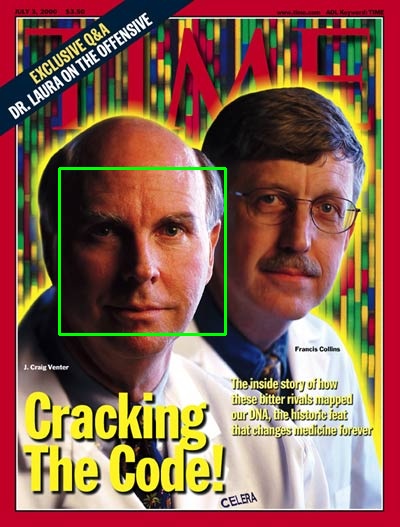 JULY 3, 2000 $3.50
www.time.com AOL Keyword: TIME
EXCLUSIVE Q&A
DR. LAURA ON THE OFFENSIVE
TIME
Francis Collins
J. Craig Venter
The inside story of how
these bitter rivals mapped
our DNA, the historic feat
that changes medicine forever
Cracking
The Code!
CELERA